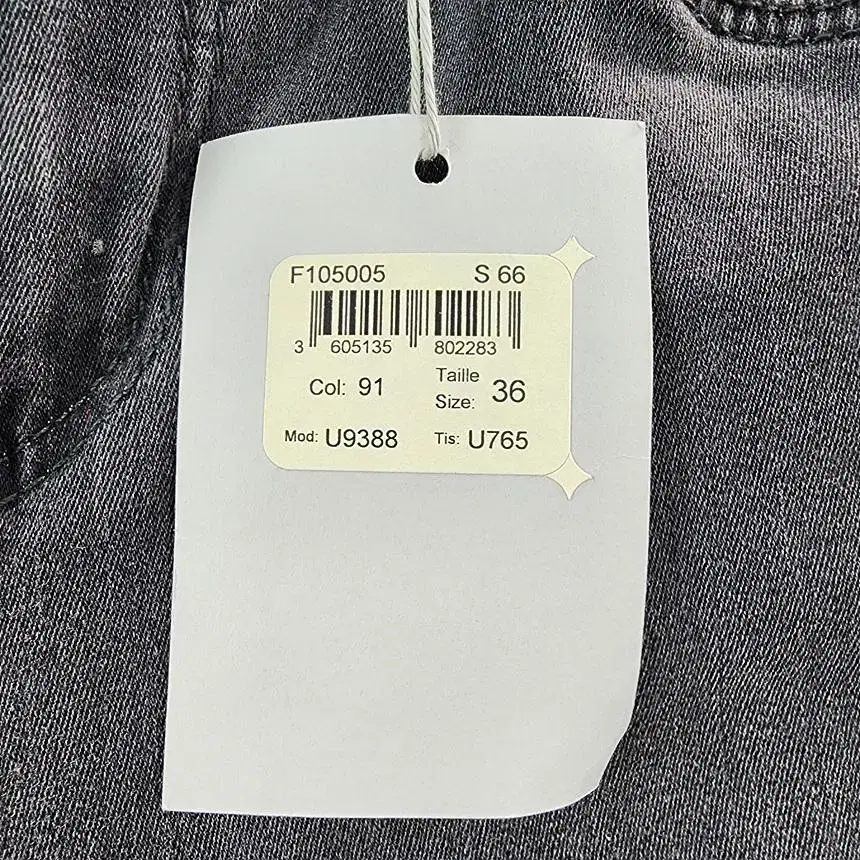 F105005 S 66
3 605135 802283
Col: 91 Taille Size: 36
Mod: U9388 Tis: U765